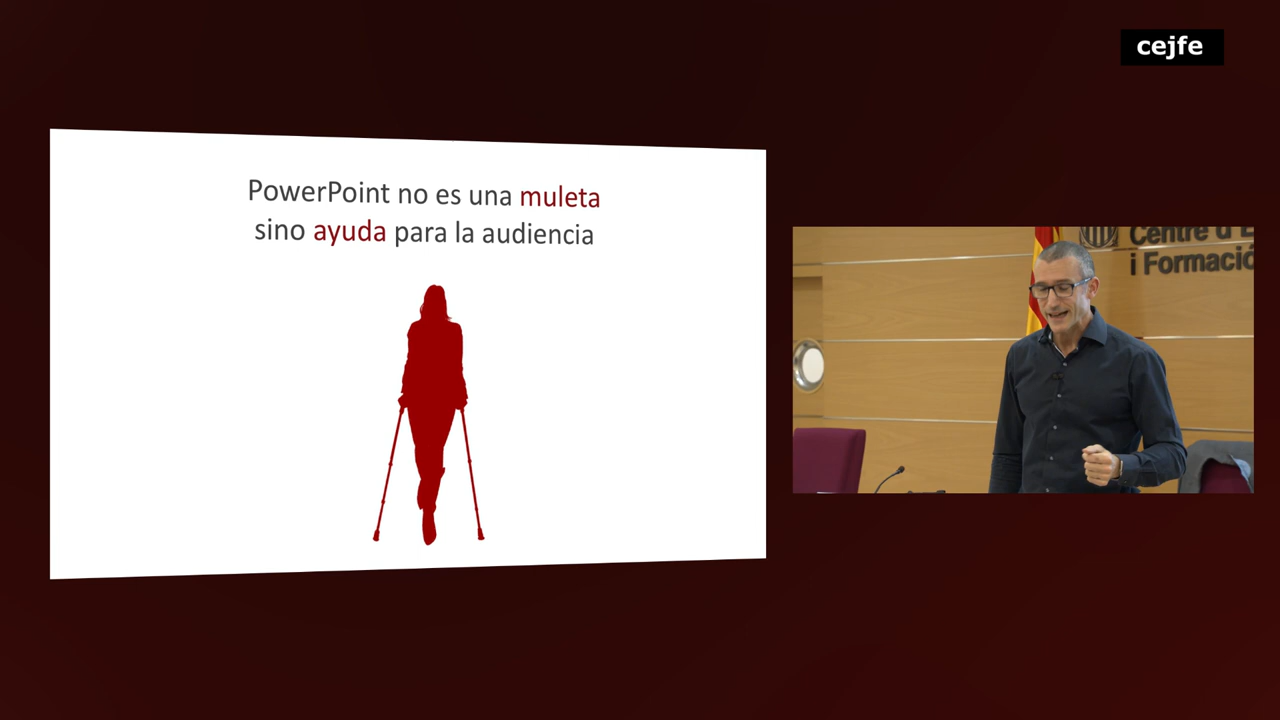 cejfe
PowerPoint no es una muleta
sino ayuda para la audiencia
Centre d'E
i Formació